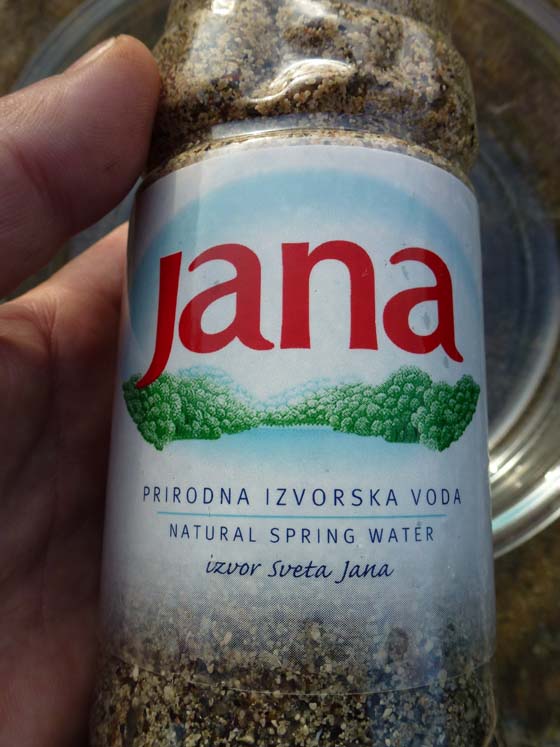 jana
PRIRODNA IZVORSKA VODA
NATURAL SPRING WATER
izvor Sveta Jana